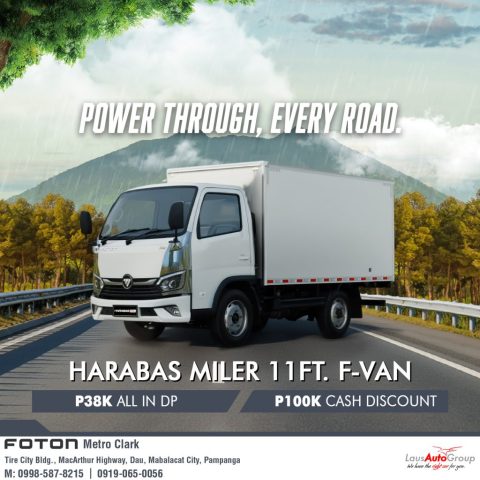 POWER THROUGH, EVERY ROAD.
HARABAS MILER 11FT. F-VAN
P38K ALL IN DP
P100K CASH DISCOUNT
FOTON Metro Clark
Tire City Bldg., MacArthur Highway, Dau, Mabalacat City, Pampanga
M: 0998-587-8215 | 0919-065-0056
LausAutoGroup
We have the right car for you.